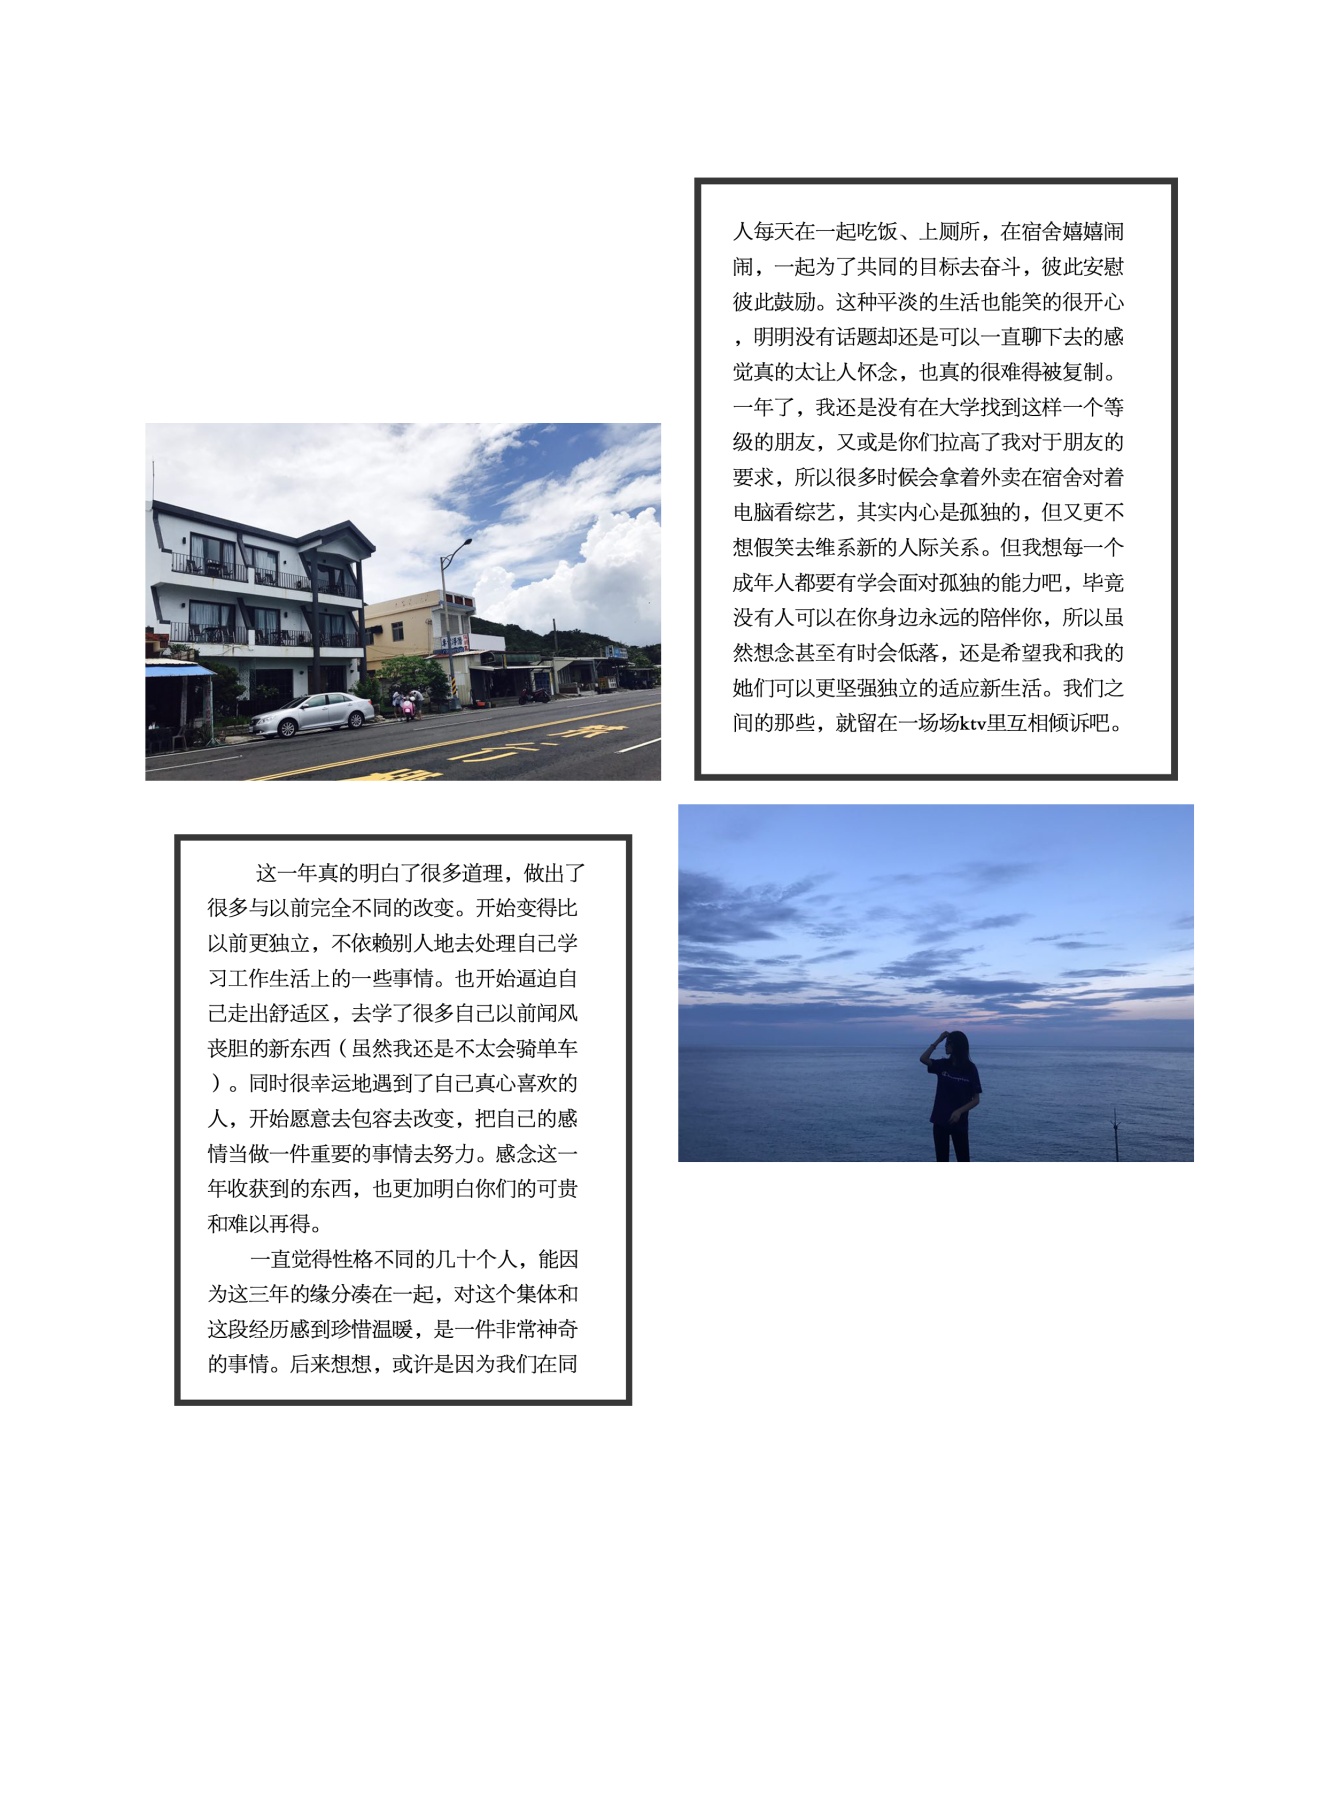 人每天在一起吃饭、上厕所，在宿舍嬉嬉闹
闹，一起为了共同的目标去奋斗，彼此安慰
彼此鼓励。这种平淡的生活也能笑的很开心
，明明没有话题却还是可以一直聊下去的感
觉真的太让人怀念，也真的很难得被复制。
一年了，我还是没有在大学找到这样一个等
级的朋友，又或是你们拉高了我对于朋友的
要求，所以很多时候会拿着外卖在宿舍对着
电脑看综艺，其实内心是孤独的，但又更不
想假笑去维系新的人际关系。但我想每一个
成年人都要有学会面对孤独的能力吧，毕竟
没有人可以在你身边永远的陪伴你，所以虽
然想念甚至有时会低落，还是希望我和我的
她们可以更坚强独立的适应新生活。我们之
间的那些，就留在一场场ktv里互相倾诉吧。
这一年真的明白了很多道理，做出了
很多与以前完全不同的改变。开始变得比
以前更独立，不依赖别人地去处理自己学
习工作生活上的一些事情。也开始逼迫自
己走出舒适区，去学了很多自己以前闻风
丧胆的新东西（虽然我还是不太会骑单车
）。同时很幸运地遇到了自己真心喜欢的
人，开始愿意去包容去改变，把自己的感
情当做一件重要的事情去努力。感念这一
年收获到的东西，也更加明白你们的可贵
和难以再得。
一直觉得性格不同的几十个人，能因
为这三年的缘分凑在一起，对这个集体和
这段经历感到珍惜温暖，是一件非常神奇
的事情。后来想想，或许是因为我们在同